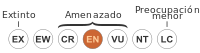 Extinto Amenazado Preocupación
menor
EX EW CR EN VU NT LC